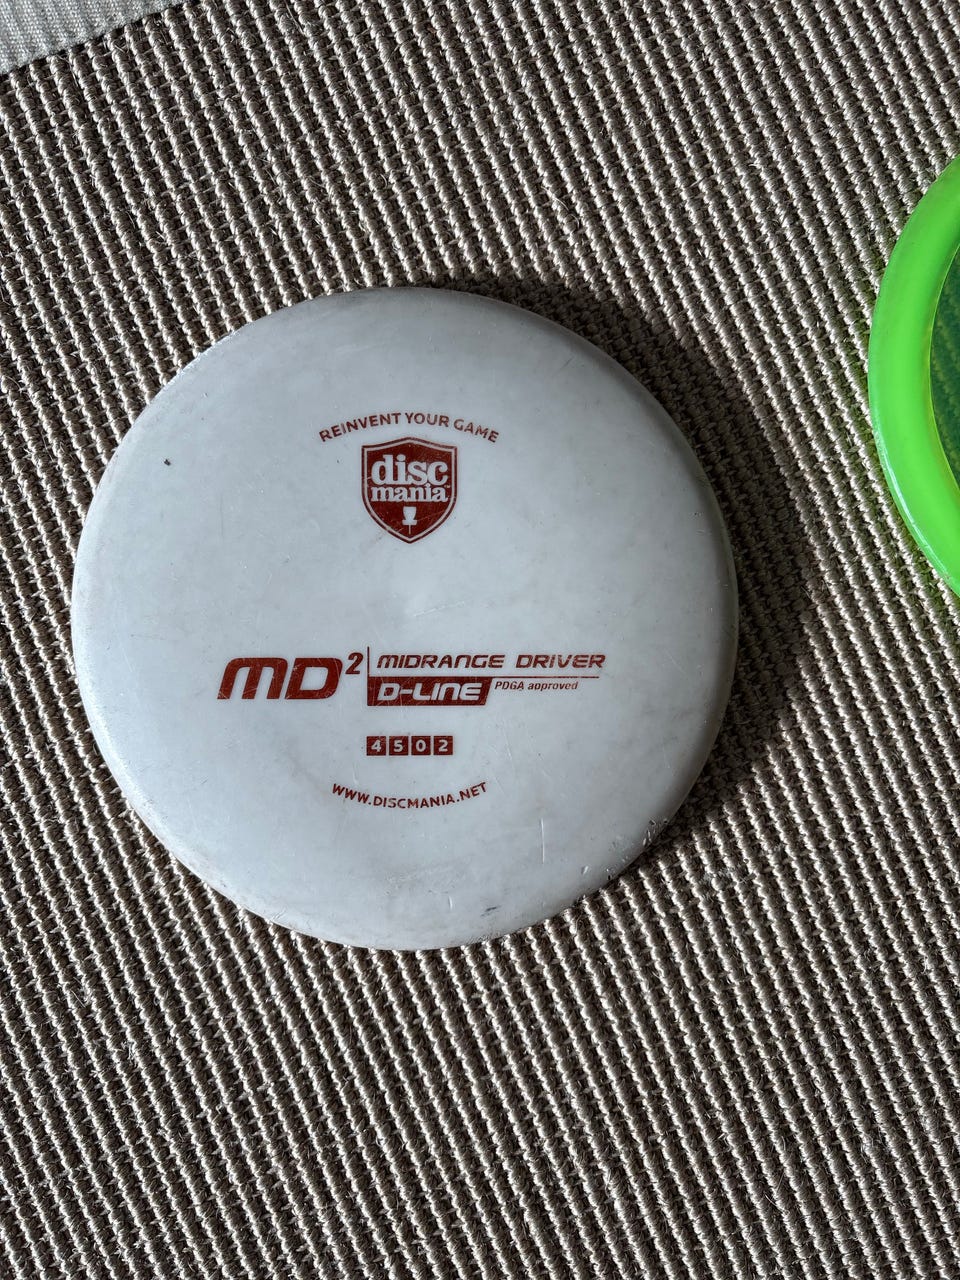 REINVENT YOUR GAME
disc
mania
MD² MIDRANGE DRIVER
D-LINE PDGA approved
4 5 0 2
WWW.DISCMANIA.NET